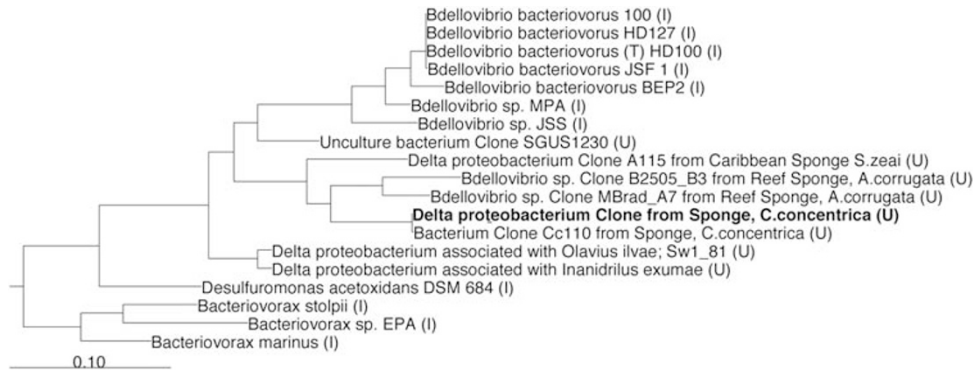 Bdellovibrio bacteriovorus 100 (I)
Bdellovibrio bacteriovorus HD127 (I)
Bdellovibrio bacteriovorus (T) HD100 (I)
Bdellovibrio bacteriovorus JSF 1 (I)
Bdellovibrio bacteriovorus BEP2 (I)
Bdellovibrio sp. MPA (I)
Bdellovibrio sp. JSS (I)
Unculture bacterium Clone SGUS1230 (U)
Delta proteobacterium Clone A115 from Caribbean Sponge S.zeai (U)
Bdellovibrio sp. Clone B2505_B3 from Reef Sponge, A.corrugata (U)
Bdellovibrio sp. Clone MBrad_A7 from Reef Sponge, A.corrugata (U)
Delta proteobacterium Clone from Sponge, C.concentrica (U)
Bacterium Clone Cc110 from Sponge, C.concentrica (U)
Delta proteobacterium associated with Olavius ilvae; Sw1_81 (U)
Delta proteobacterium associated with Inanidrilus exumae (U)
Desulfuromonas acetoxidans DSM 684 (I)
Bacteriovorax stolpii (I)
Bacteriovorax sp. EPA (I)
Bacteriovorax marinus (I)
0.10